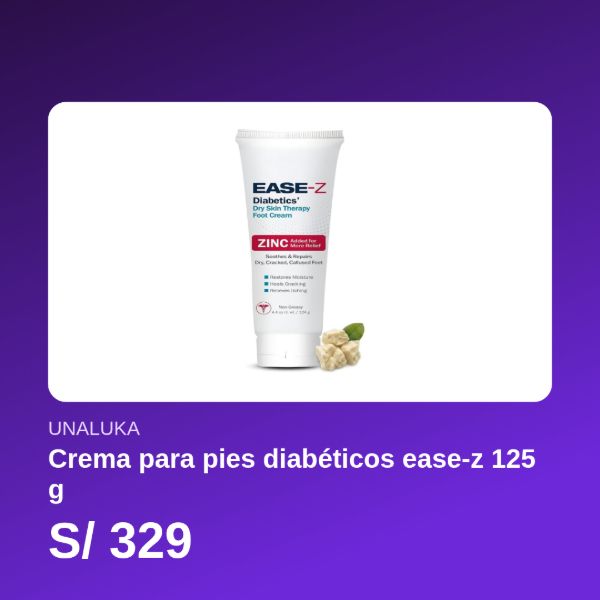 EASE-Z
Diabetics'
Dry Skin Therapy
Foot Cream
ZINC Added for
More Relief
Soothes & Repairs
Dry, Cracked, Callused Feet
Restores Moisture
Heals Cracking
Relieves Itching
Non-Greasy
UNALUKA
Crema para pies diabéticos ease-z 125
g
S/ 329